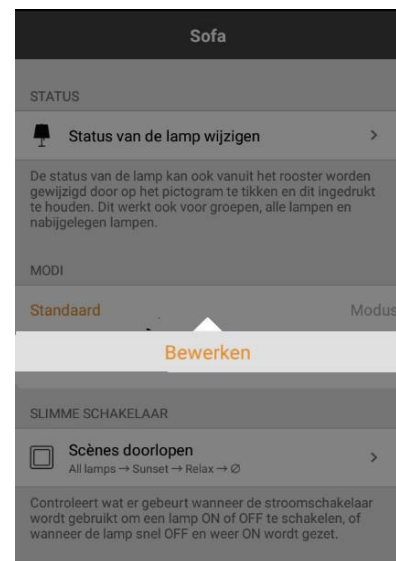 Sofa
STATUS
Status van de lamp wijzigen
De status van de lamp kan ook vanuit het rooster worden
gewijzigd door op het pictogram te tikken en dit ingedrukt
te houden. Dit werkt ook voor groepen, alle lampen en
nabijgelegen lampen.
MODI
Standaard Modus
Bewerken
SLIMME SCHAKELAAR
Scènes doorlopen
All lamps → Sunset → Relax → ∅
Controleert wat er gebeurt wanneer de stroomschakelaar
wordt gebruikt om een lamp ON of OFF te schakelen, of
wanneer de lamp snel OFF en weer ON wordt gezet.